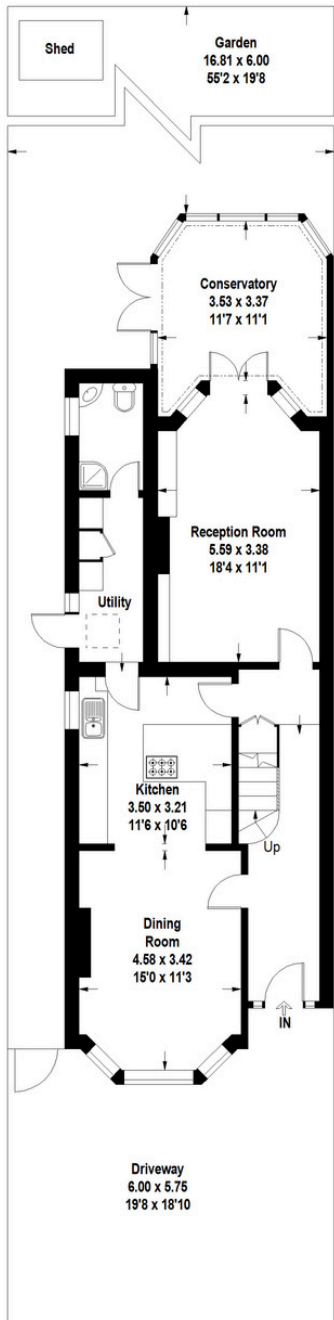 Shed
Garden
16.81 x 6.00
55'2 x 19'8
Conservatory
3.53 x 3.37
11'7 x 11'1
Reception Room
5.59 x 3.38
18'4 x 11'1
Utility
Kitchen
3.50 x 3.21
11'6 x 10'6
Up
Dining
Room
4.58 x 3.42
15'0 x 11'3
IN
Driveway
6.00 x 5.75
19'8 x 18'10